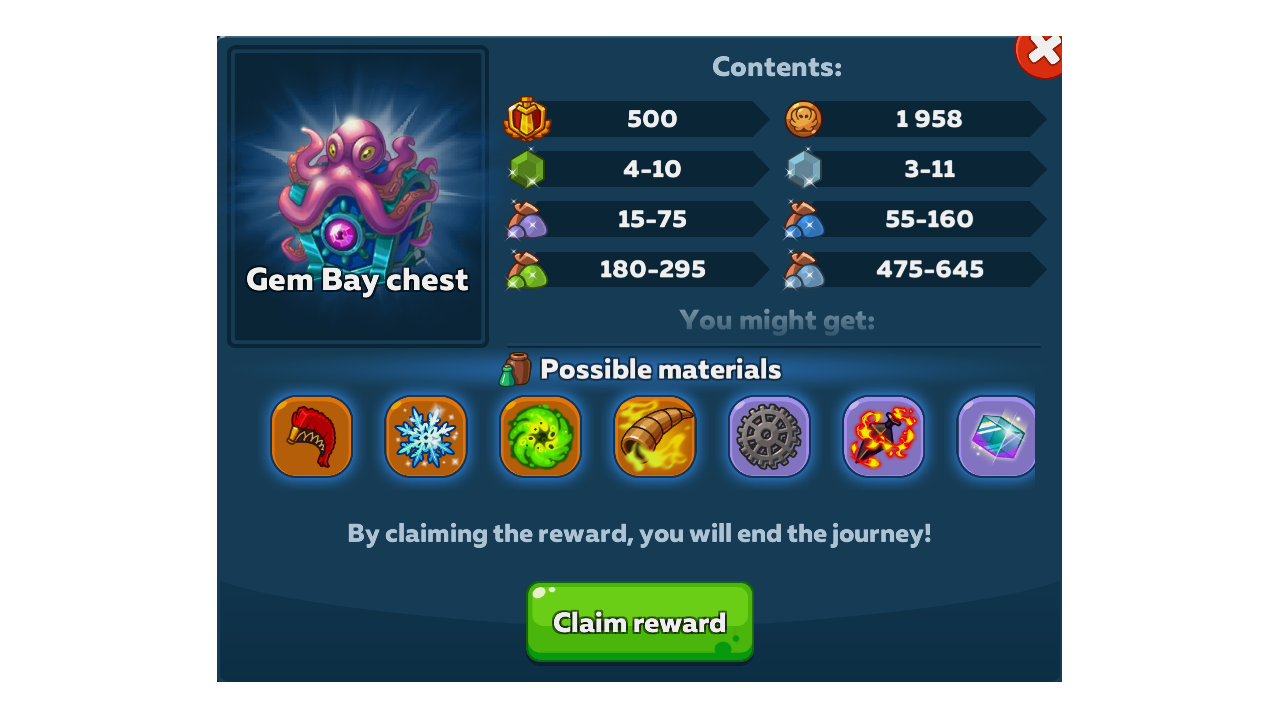 Contents:
500
1 958
4-10
3-11
15-75
55-160
180-295
475-645
Gem Bay chest
You might get:
Possible materials
By claiming the reward, you will end the journey!
Claim reward